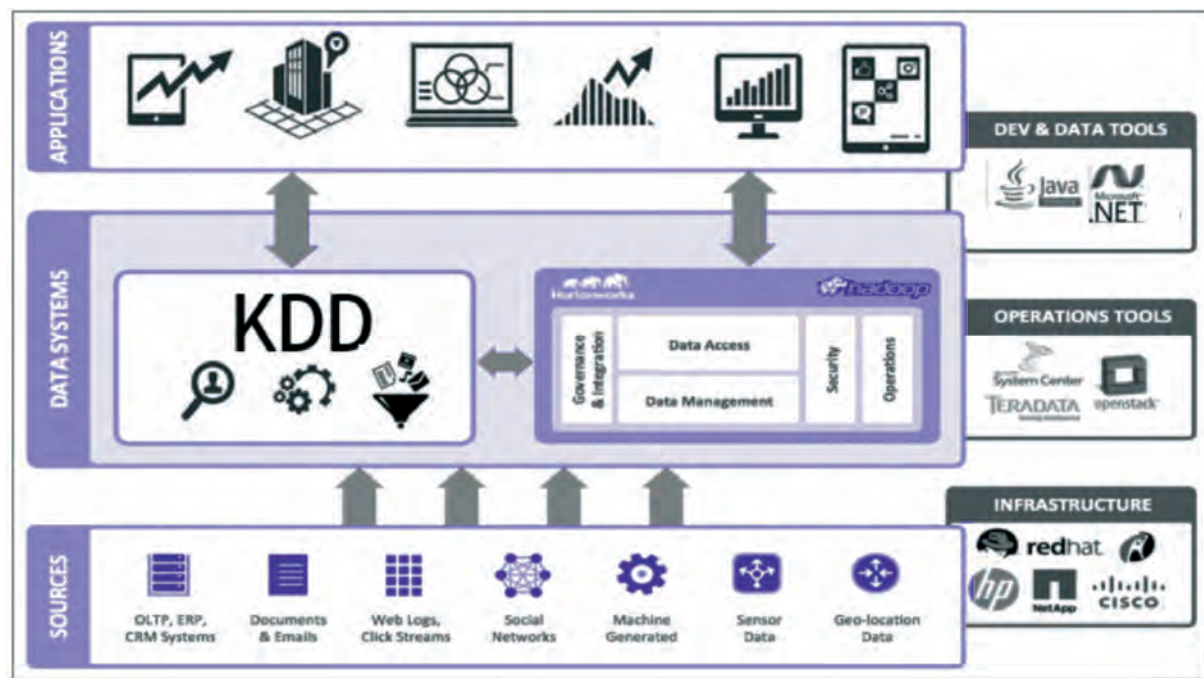 APPLICATIONS
DEV & DATA TOOLS
Java
Microsoft
.NET
DATA SYSTEMS
KDD
Hortonworks
hadoop
Governance
& Integration
Data Access
Data Management
Security
Operations
OPERATIONS TOOLS
System Center
TERADATA
openstack
INFRASTRUCTURE
redhat
hp
NetApp
CISCO
SOURCES
OLTP, ERP,
CRM Systems
Documents
& Emails
Web Logs,
Click Streams
Social
Networks
Machine
Generated
Sensor
Data
Geo-location
Data